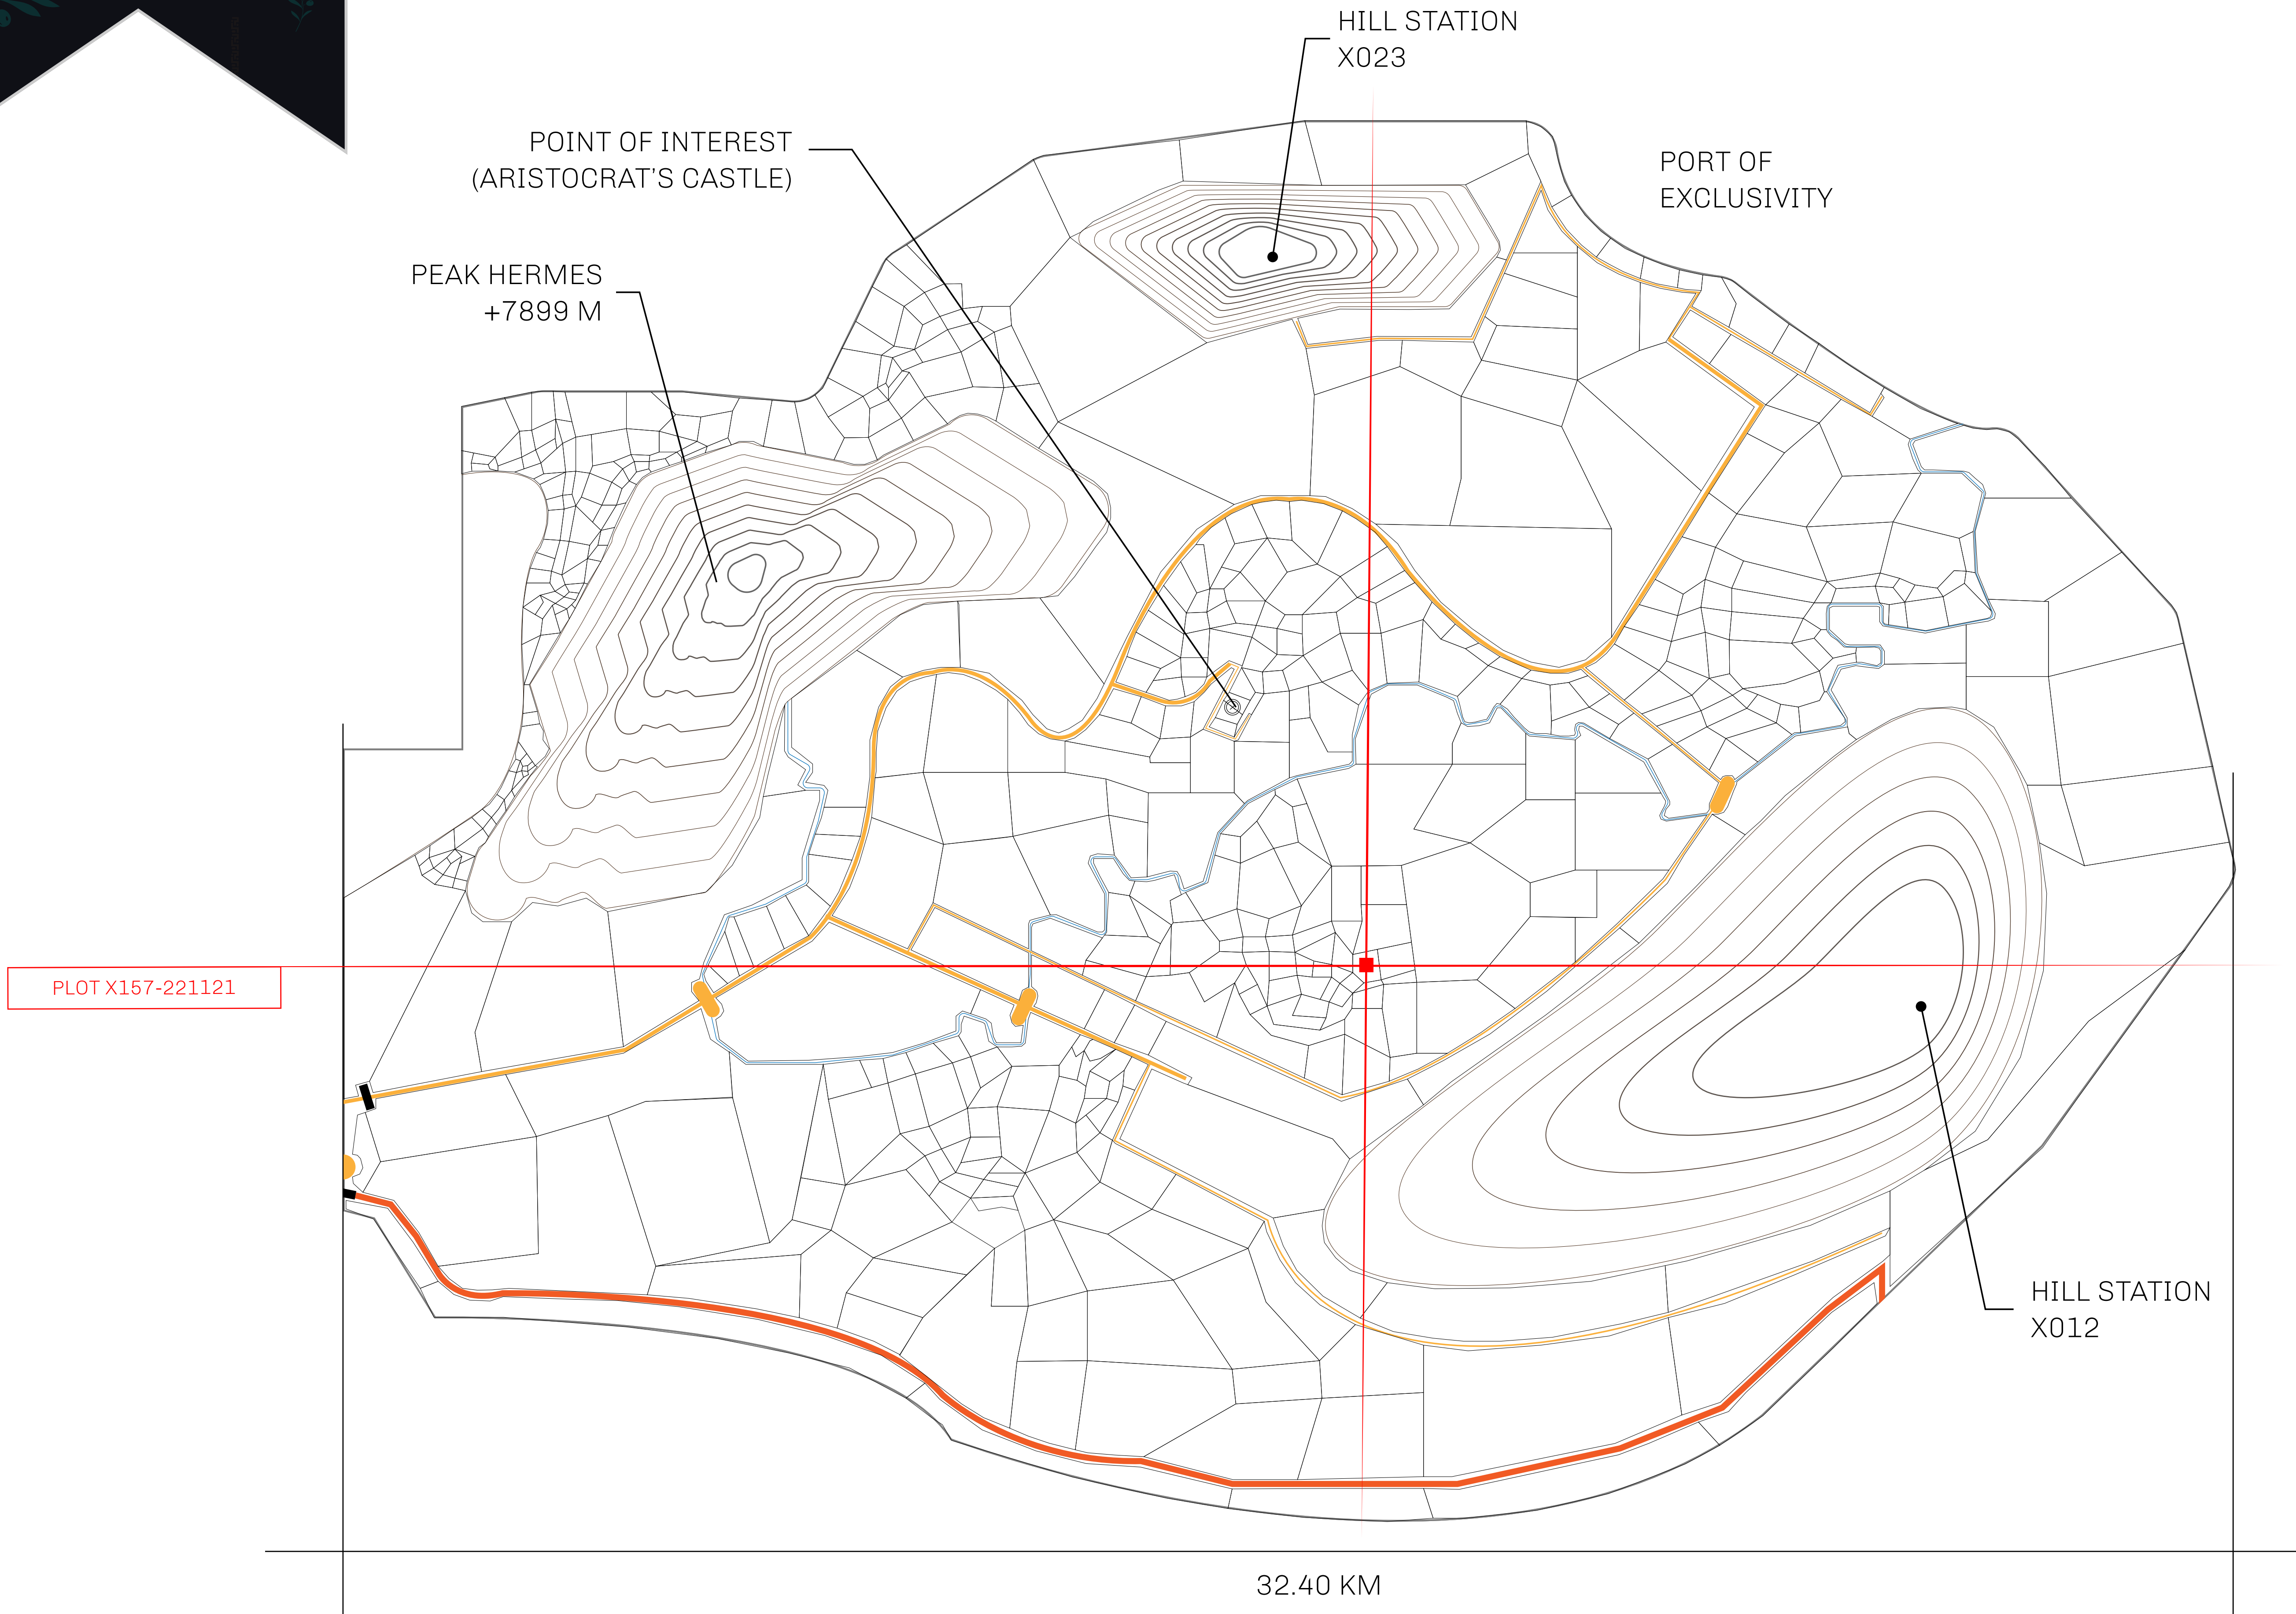 HILL STATION
X023
POINT OF INTEREST
(ARISTOCRAT'S CASTLE)
PORT OF
EXCLUSIVITY
PEAK HERMES
+7899 M
PLOT X157-221121
HILL STATION
X012
32.40 KM